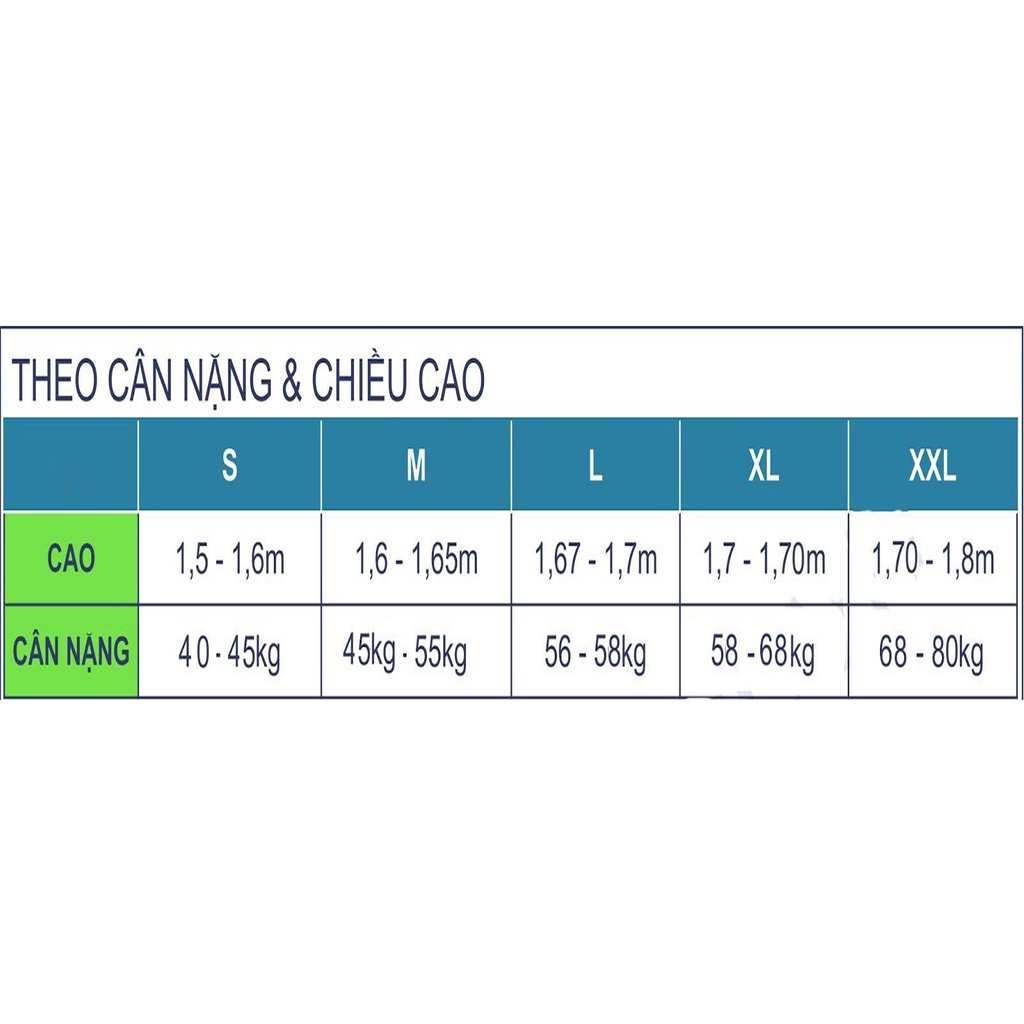 THEO CÂN NẶNG & CHIỀU CAO
S M L XL XXL
CAO 1,5 - 1,6m 1,6 - 1,65m 1,67 - 1,7m 1,7 - 1,70m 1,70 - 1,8m
CÂN NẶNG 40 - 45kg 45kg - 55kg 56 - 58kg 58 - 68kg 68 - 80kg